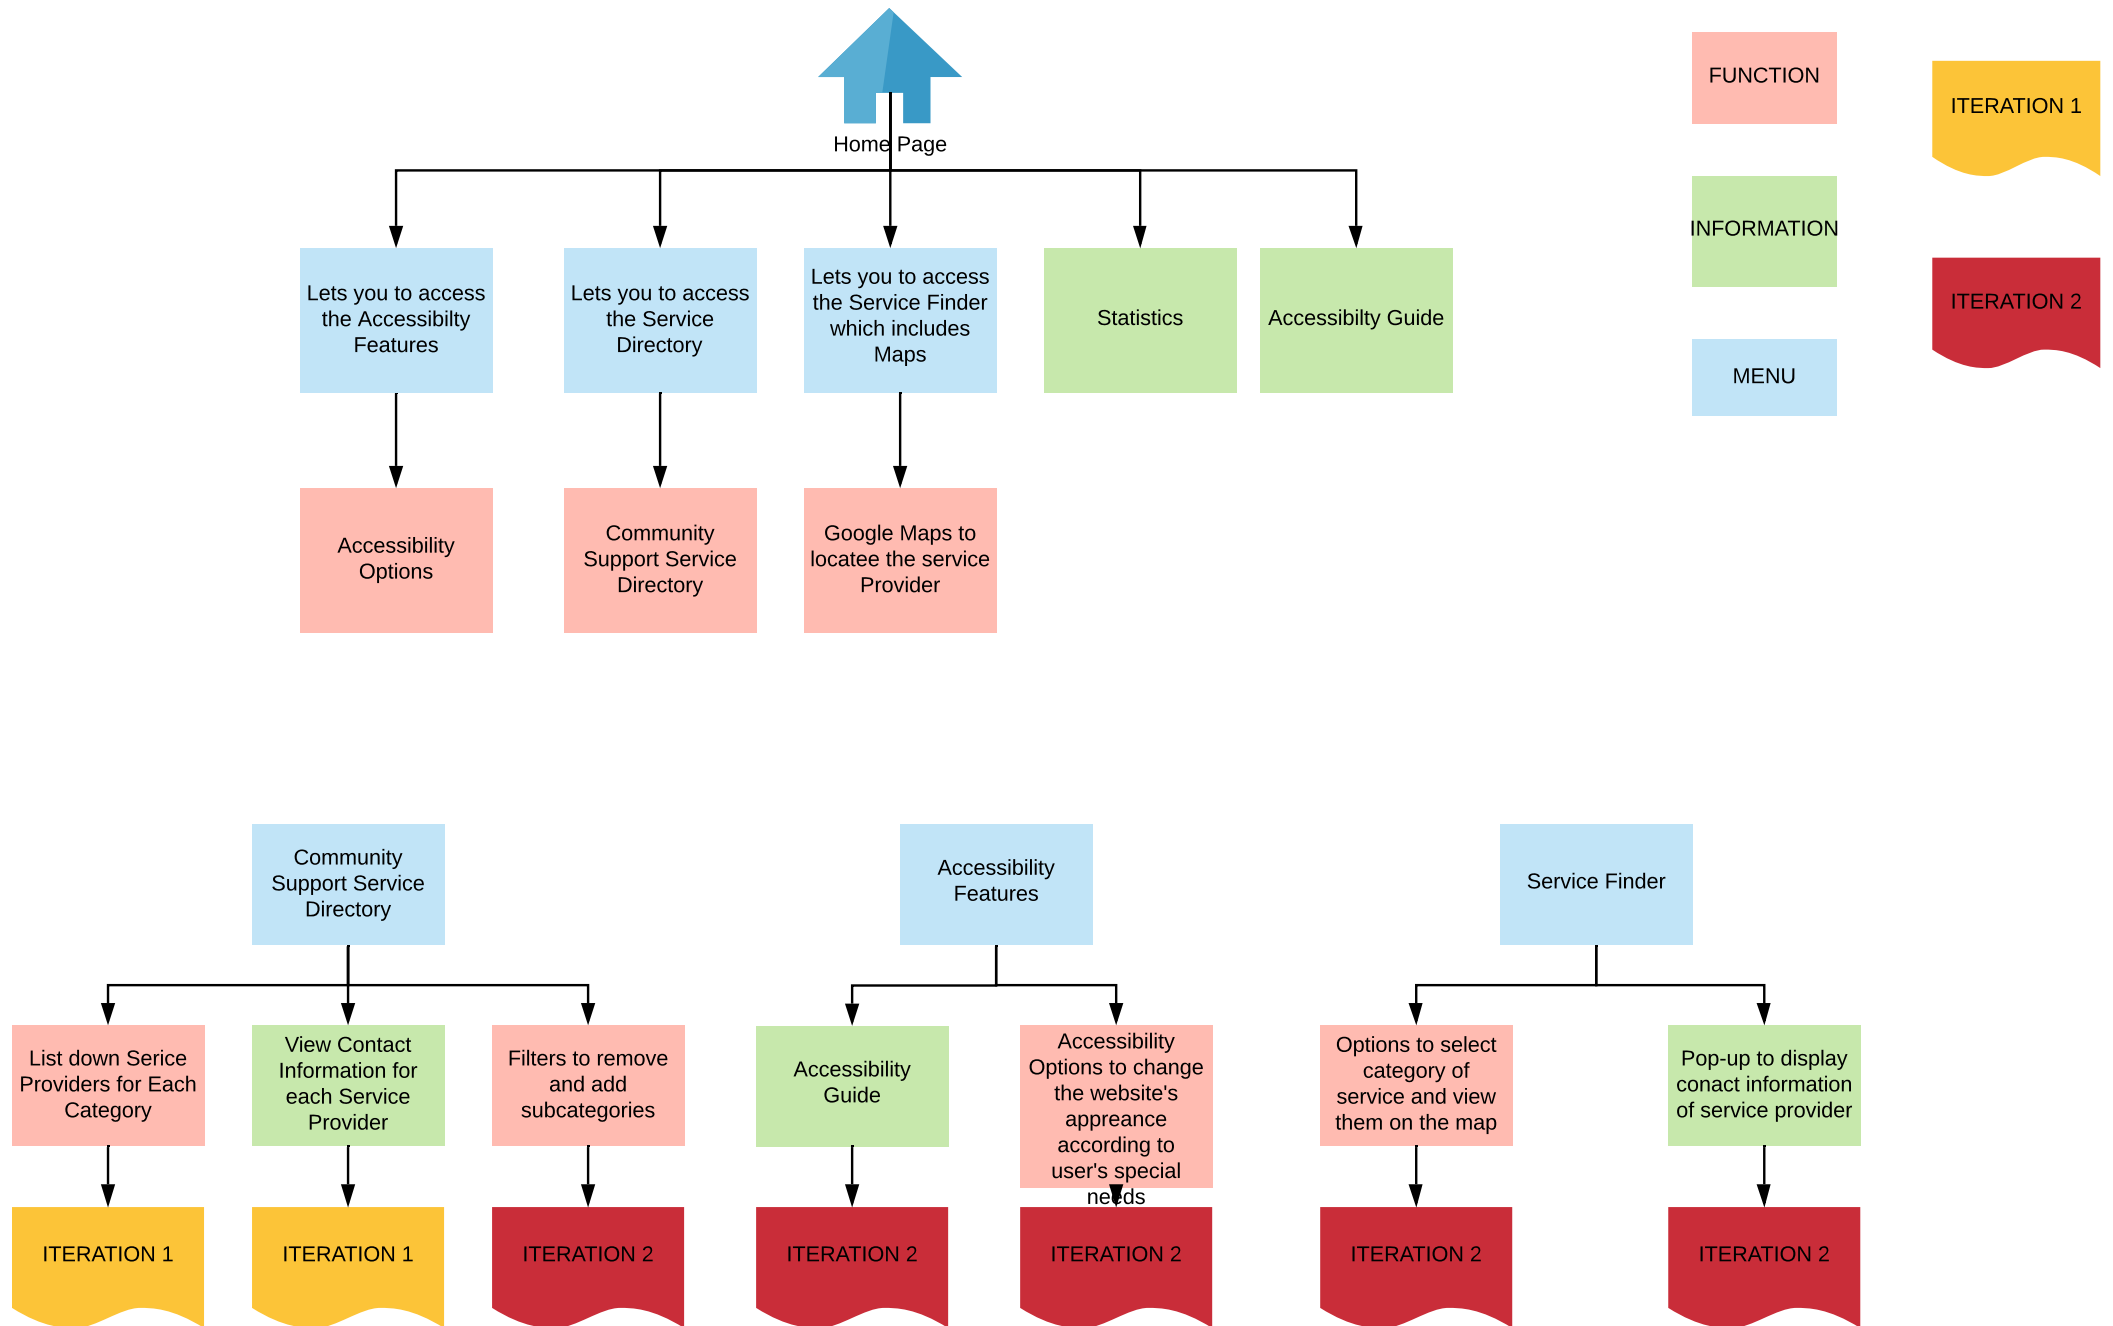 Home Page
FUNCTION
ITERATION 1
INFORMATION
ITERATION 2
MENU
Lets you to access
the Accessibilty
Features
Lets you to access
the Service
Directory
Lets you to access
the Service Finder
which includes
Maps
Statistics
Accessibilty Guide
Accessibility
Options
Community
Support Service
Directory
Google Maps to
locatee the service
Provider
Community
Support Service
Directory
Accessibility
Features
Service Finder
List down Serice
Providers for Each
Category
View Contact
Information for
each Service
Provider
Filters to remove
and add
subcategories
Accessibility
Guide
Accessibility
Options to change
the website's
appreance
according to
user's special
needs
Options to select
category of
service and view
them on the map
Pop-up to display
conact information
of service provider
ITERATION 1
ITERATION 1
ITERATION 2
ITERATION 2
ITERATION 2
ITERATION 2
ITERATION 2